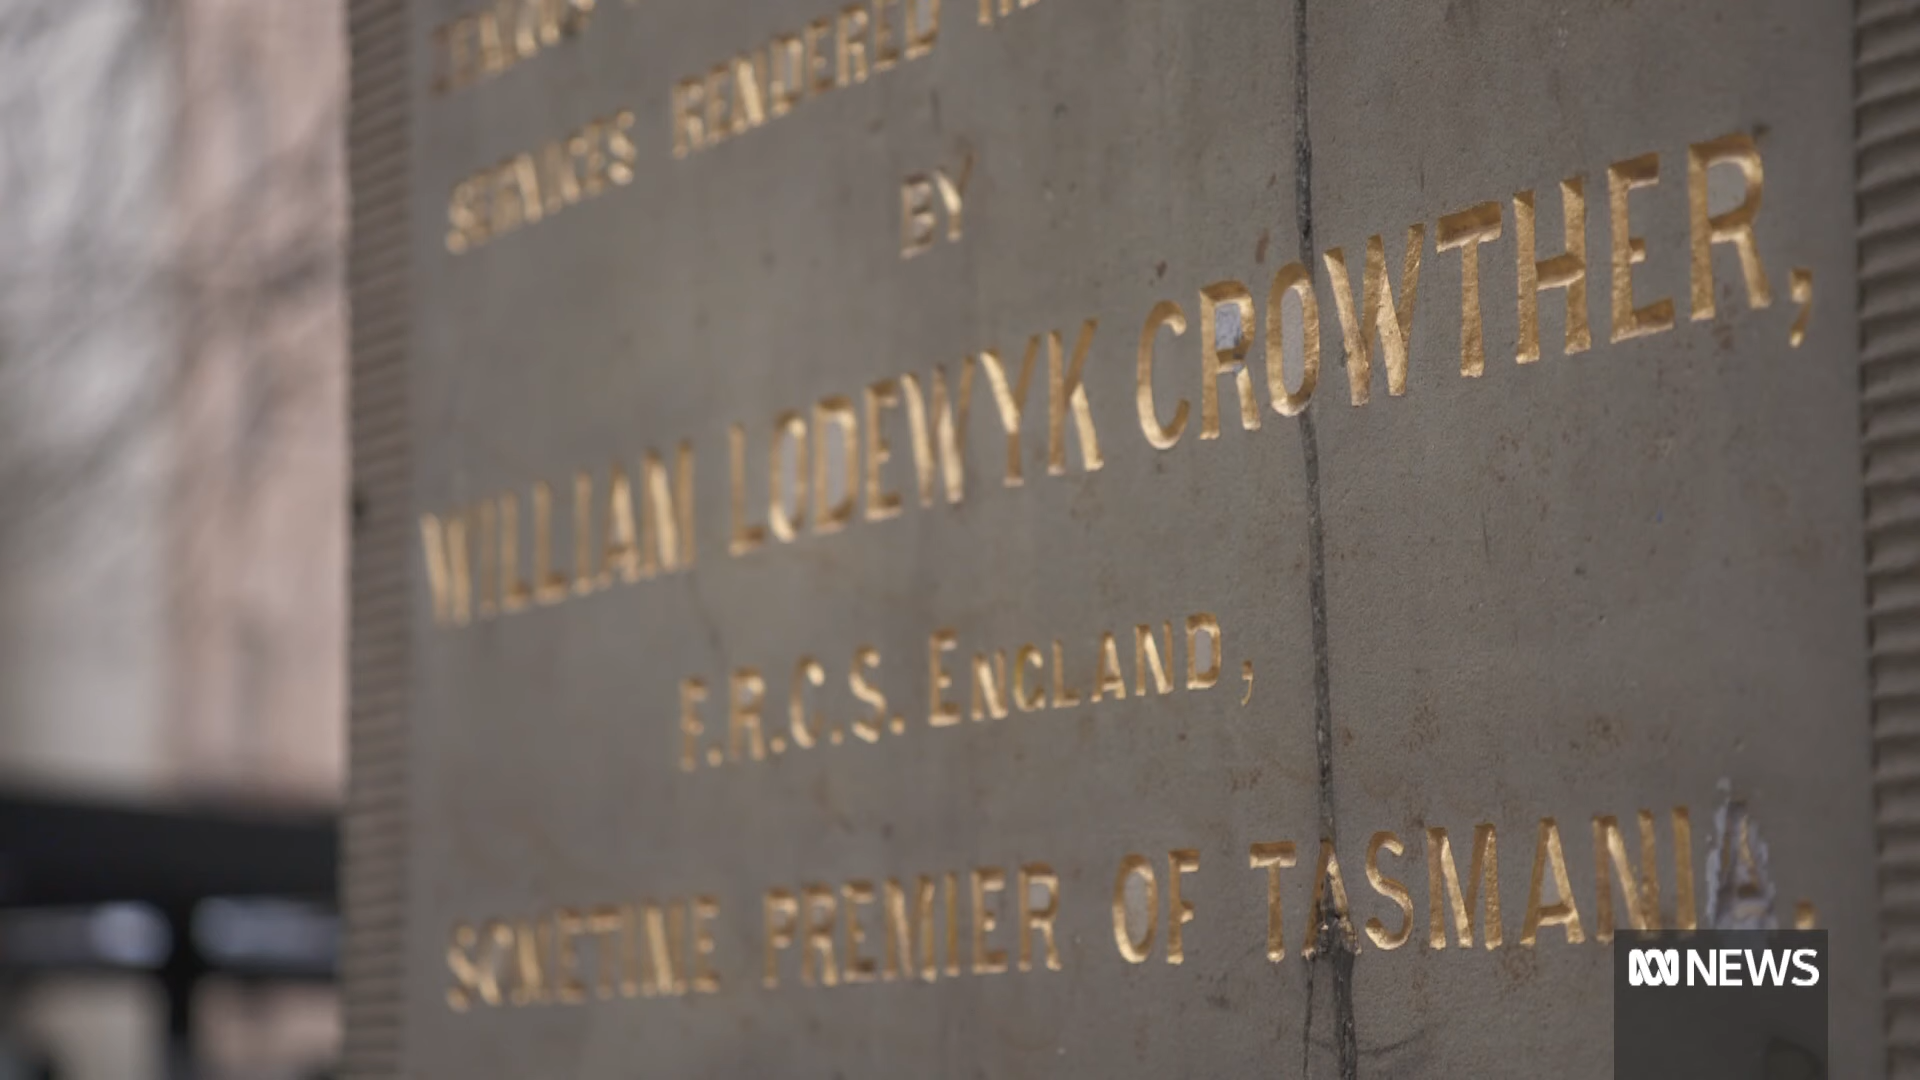 SERVICES RENDERED
BY
WILLIAM LODEWYK CROWTHER,
F.R.C.S. ENGLAND,
SOMETIME PREMIER OF TASMANIA.
NEWS